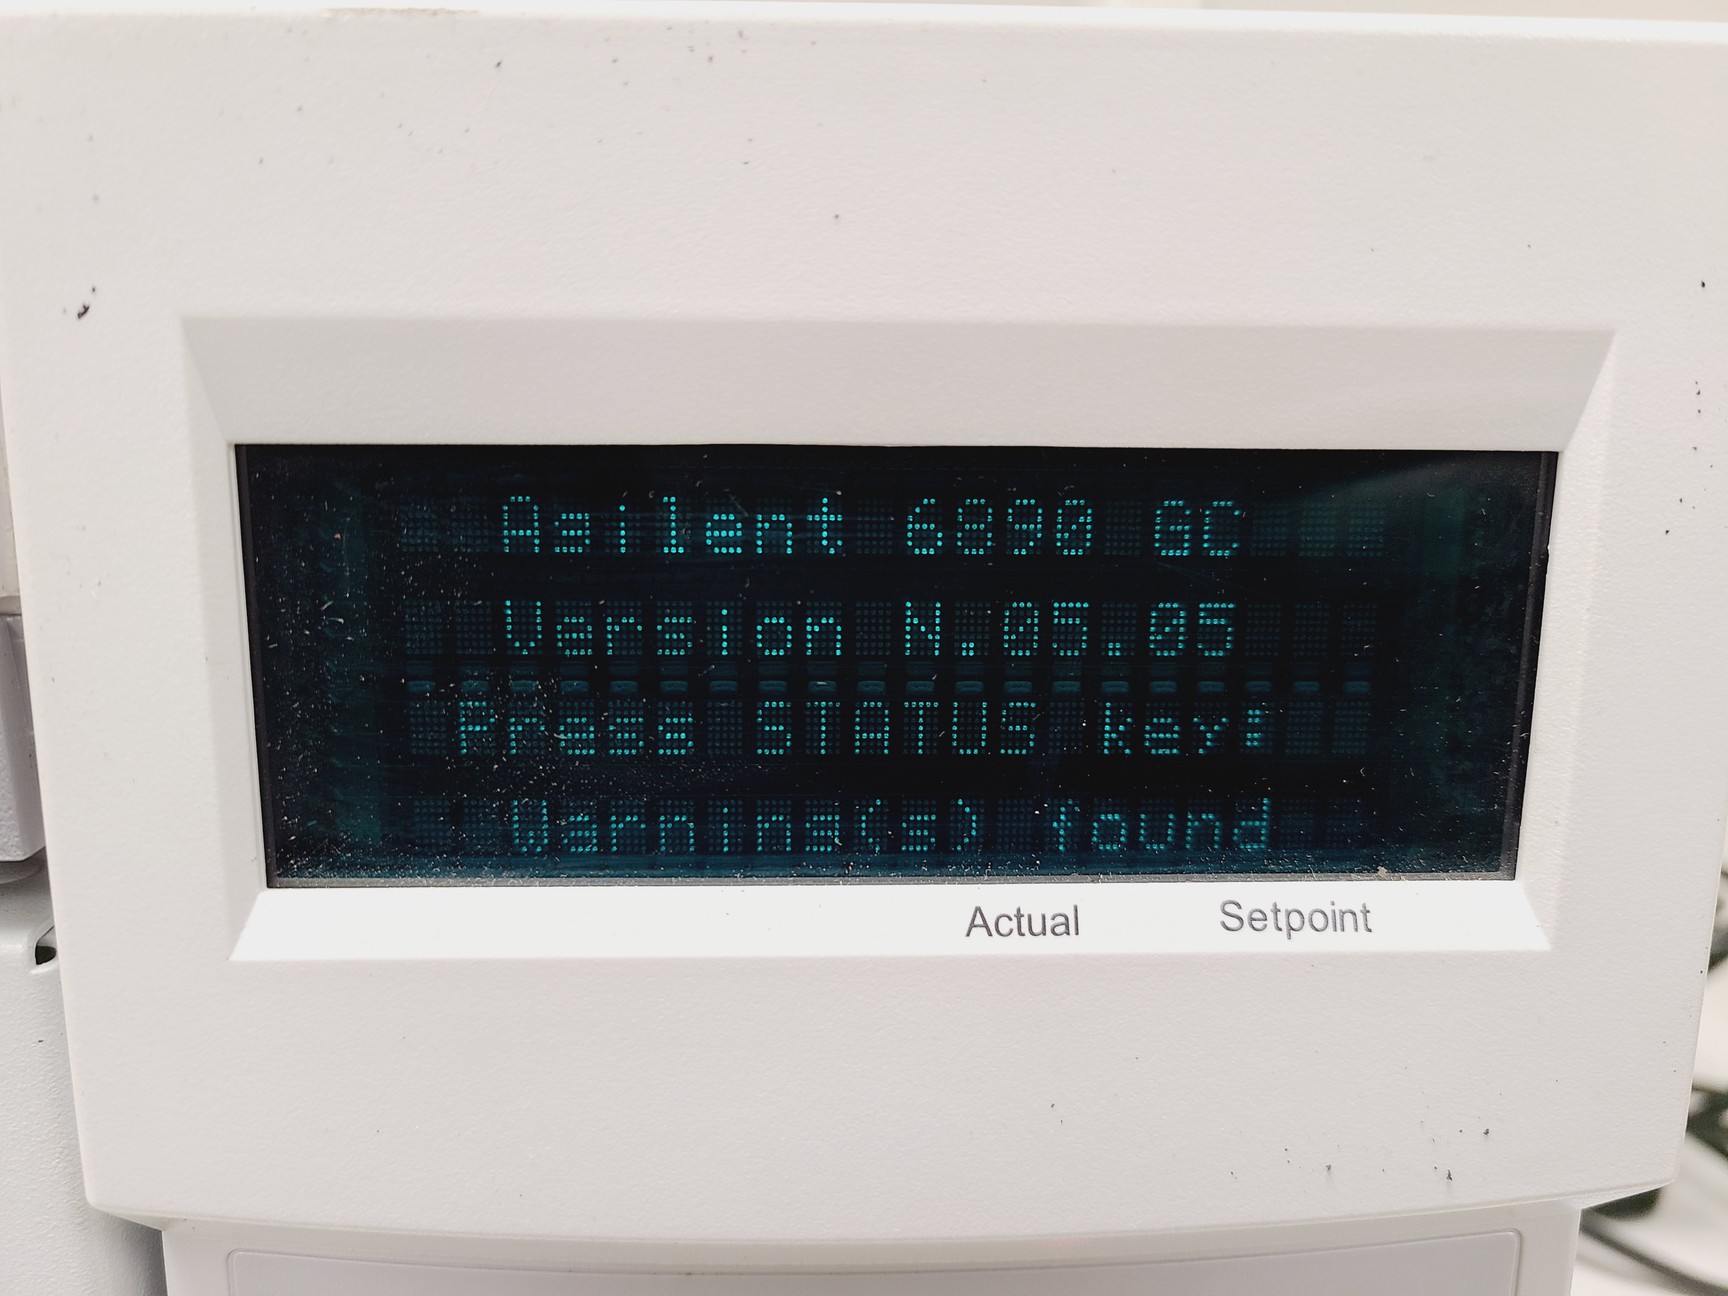 Agilent 6890 GC
Version N.05.05
Press STATUS key:
Warning(s) found
Actual Setpoint